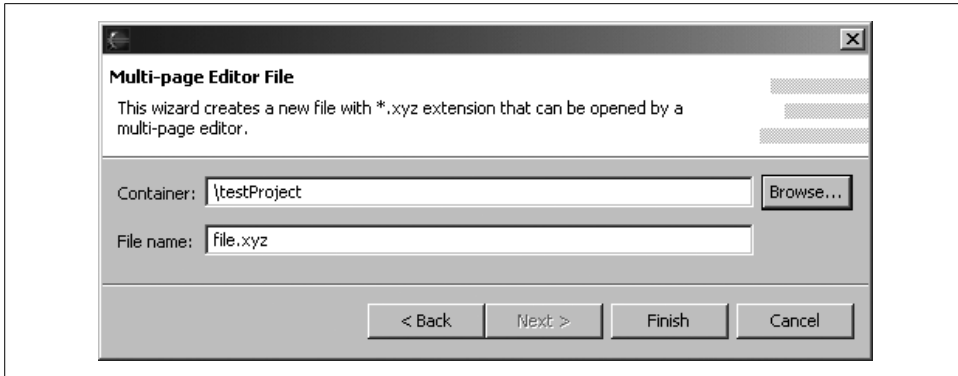 Multi-page Editor File
This wizard creates a new file with *.xyz extension that can be opened by a
multi-page editor.
Container: \testProject Browse...
File name: file.xyz
< Back Next > Finish Cancel